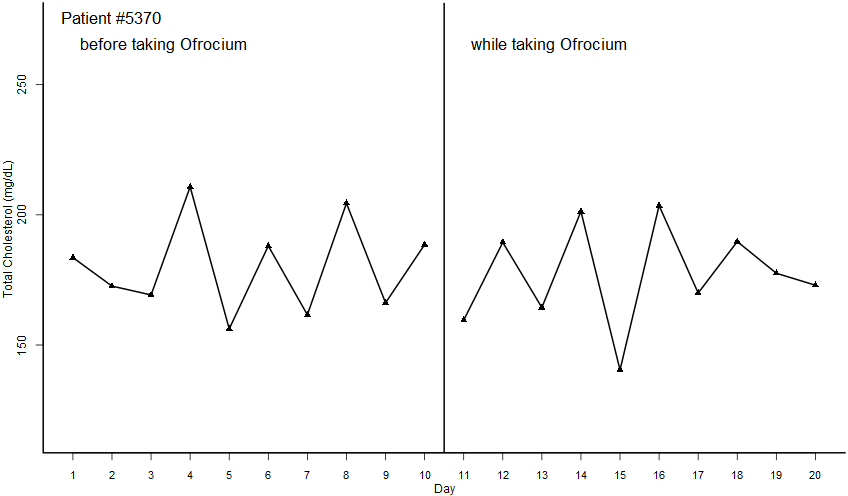 Patient #5370
before taking Ofrocium
while taking Ofrocium
Total Cholesterol (mg/dL)
250
200
150
1 2 3 4 5 6 7 8 9 10 11 12 13 14 15 16 17 18 19 20
Day